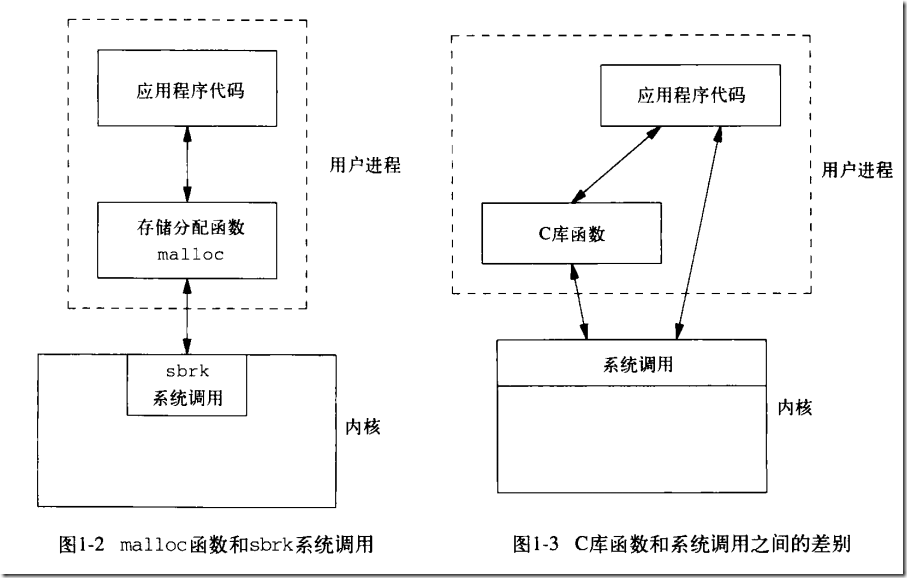 应用程序代码
用户进程
存储分配函数
malloc
sbrk
系统调用
内核
图1-2 malloc函数和sbrk系统调用
应用程序代码
用户进程
C库函数
系统调用
内核
图1-3 C库函数和系统调用之间的差别